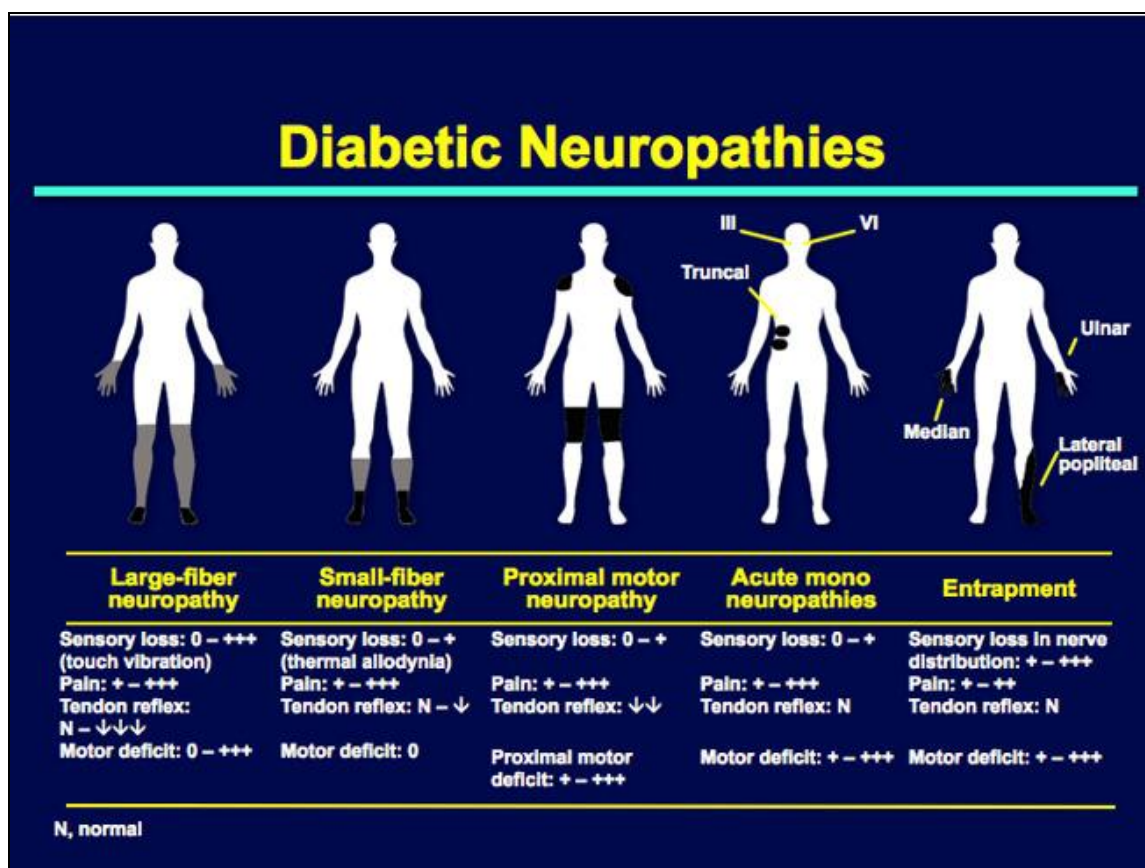 Diabetic Neuropathies
III
VI
Truncal
Ulnar
Median
Lateral
popliteal
Large-fiber
neuropathy
Sensory loss: 0 – +++
(touch vibration)
Pain: + – +++
Tendon reflex:
N – ↓↓↓
Motor deficit: 0 – +++
Small-fiber
neuropathy
Sensory loss: 0 – +
(thermal allodynia)
Pain: + – +++
Tendon reflex: N – ↓
Motor deficit: 0
Proximal motor
neuropathy
Sensory loss: 0 – +
Pain: + – +++
Tendon reflex: ↓↓
Proximal motor
deficit: + – +++
Acute mono
neuropathies
Sensory loss: 0 – +
Pain: + – +++
Tendon reflex: N
Motor deficit: + – +++
Entrapment
Sensory loss in nerve
distribution: + – +++
Pain: + – ++
Tendon reflex: N
Motor deficit: + – +++
N, normal